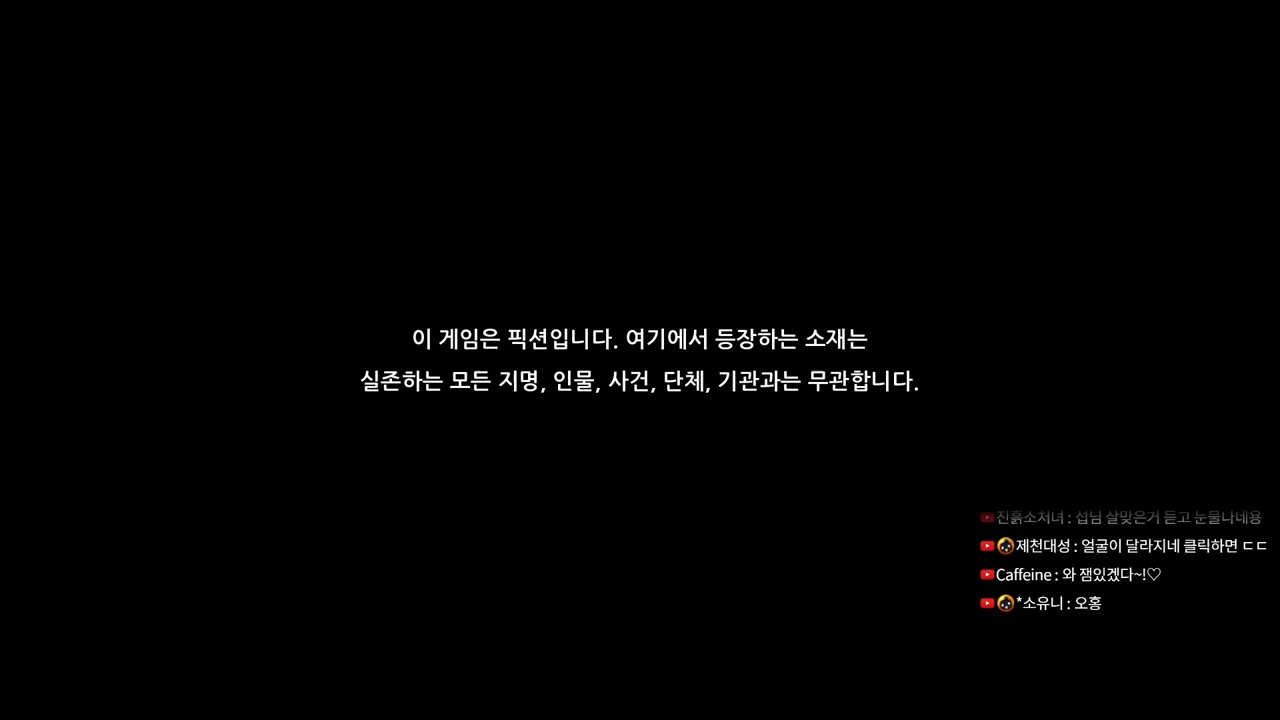 이 게임은 픽션입니다. 여기에서 등장하는 소재는
실존하는 모든 지명, 인물, 사건, 단체, 기관과는 무관합니다.
진흙소처녀 : 섭님 살맞은거 듣고 눈물나네용
제천대성 : 얼굴이 달라지네 클릭하면 ㄷㄷ
Caffeine : 와 잼있겠다~!♡
*소유니 : 오홍